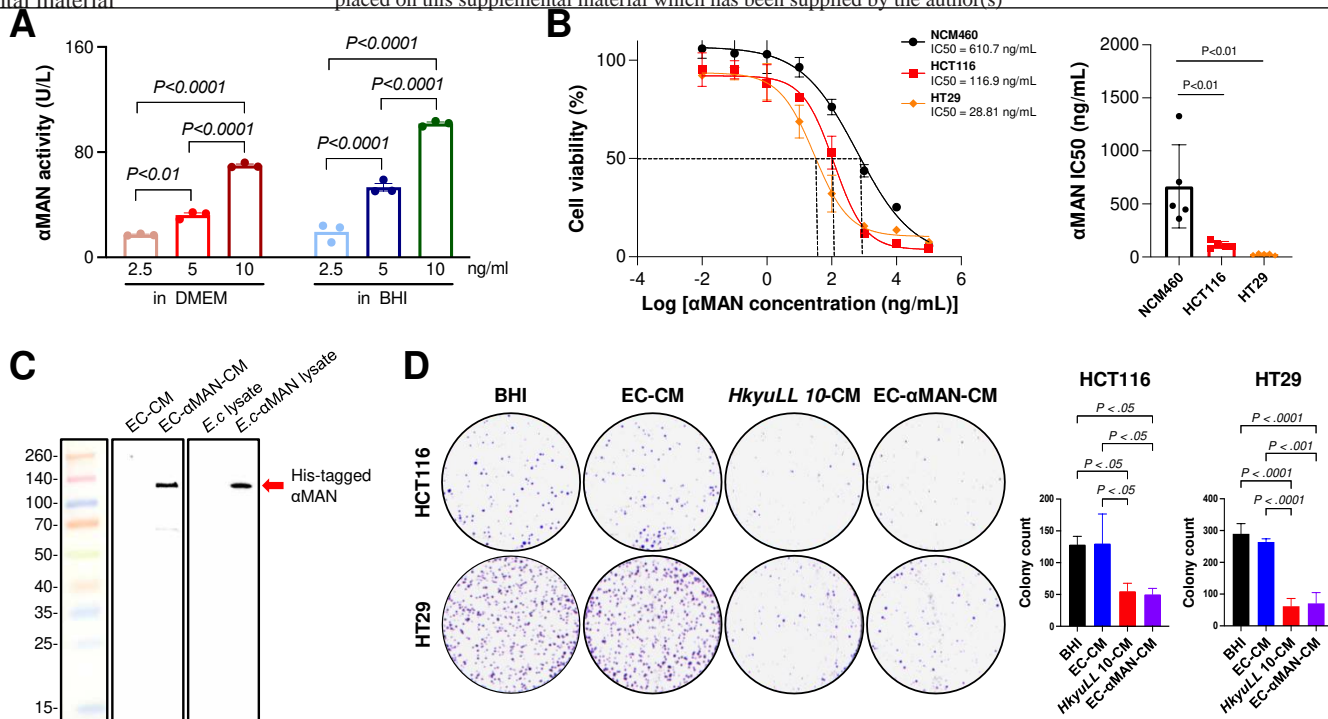 ntal material
placed on this supplemental material which has been supplied by the author(s)
A
αMAN activity (U/L)
160
80
0
P<0.0001
P<0.0001
P<0.01
P<0.0001
P<0.0001
P<0.0001
2.5 5 10 2.5 5 10 ng/ml
in DMEM in BHI
B
Cell viability (%)
100
50
0
-4 -2 0 2 4 6
Log [αMAN concentration (ng/mL)]
NCM460
IC50 = 610.7 ng/mL
HCT116
IC50 = 116.9 ng/mL
HT29
IC50 = 28.81 ng/mL
αMAN IC50 (ng/mL)
2000
1500
1000
500
0
P<0.01
P<0.01
NCM460
HCT116
HT29
C
EC-CM
EC-αMAN-CM
E.c lysate
E.c-αMAN lysate
260-
140-
100-
70-
50-
40-
35-
25-
15-
His-tagged
αMAN
D
BHI EC-CM HkyuLL 10-CM EC-αMAN-CM
HCT116
HT29
HCT116
P < .05
P < .05
P < .05
P < .05
Colony count
200
150
100
50
0
BHI
EC-CM
HkyuLL 10-CM
EC-αMAN-CM
HT29
P < .0001
P < .001
P < .0001
P < .0001
Colony count
400
300
200
100
0
BHI
EC-CM
HkyuLL 10-CM
EC-αMAN-CM